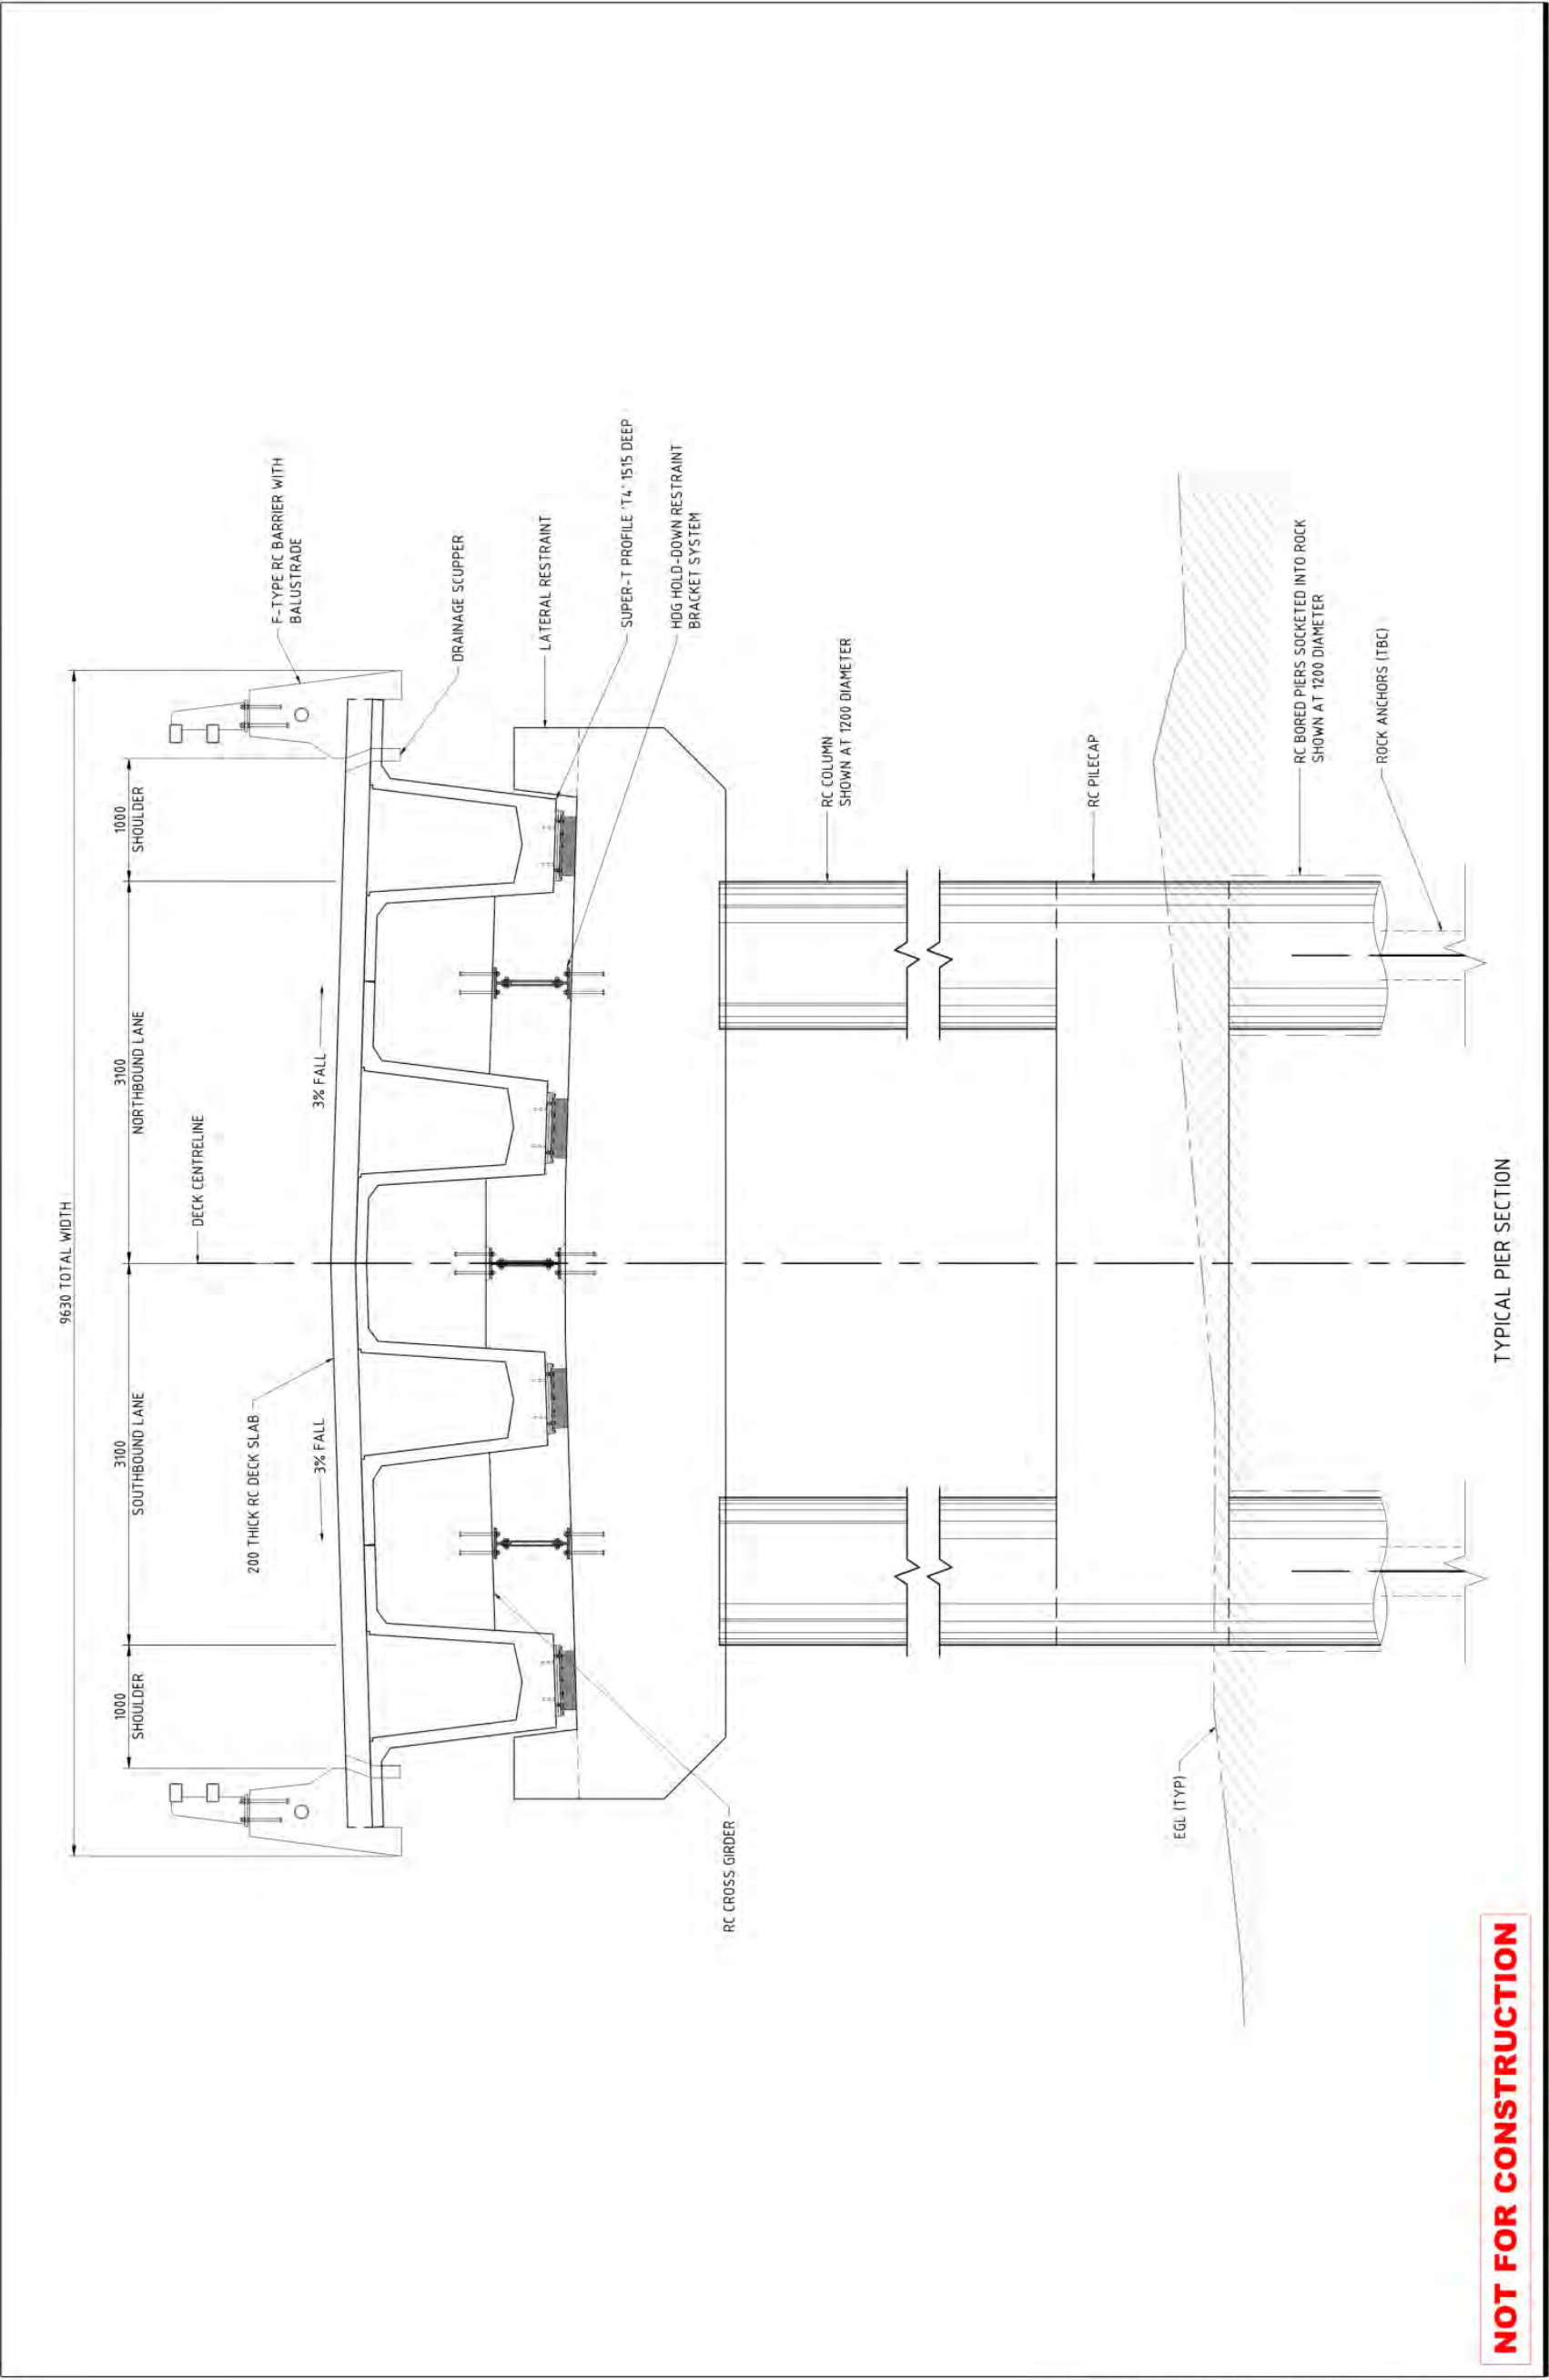 9630 TOTAL WIDTH
1000
SHOULDER
3100
SOUTHBOUND LANE
3100
NORTHBOUND LANE
1000
SHOULDER
DECK CENTRELINE
200 THICK RC DECK SLAB
3% FALL
3% FALL
F-TYPE RC BARRIER WITH
BALUSTRADE
DRAINAGE SCUPPER
LATERAL RESTRAINT
SUPER-T PROFILE 'T4' 1515 DEEP
HDG HOLD-DOWN RESTRAINT
BRACKET SYSTEM
RC CROSS GIRDER
RC COLUMN
SHOWN AT 1200 DIAMETER
RC PILECAP
EGL (TYP)
RC BORED PIERS SOCKETED INTO ROCK
SHOWN AT 1200 DIAMETER
ROCK ANCHORS (TBC)
TYPICAL PIER SECTION
NOT FOR CONSTRUCTION